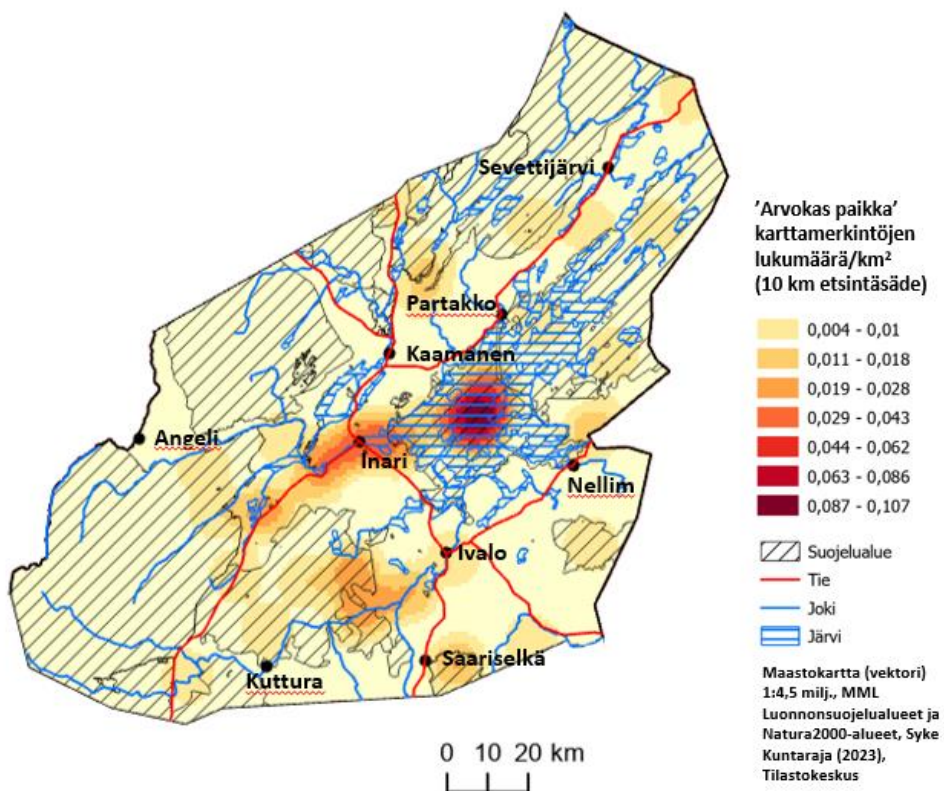 Sevettijärvi
Partakko
Kaamanen
Angeli
Inari
Nellim
Ivalo
Saariselkä
Kuttura
0 10 20 km
’Arvokas paikka’
karttamerkintöjen
lukumäärä/km²
(10 km etsintäsäde)
0,004 - 0,01
0,011 - 0,018
0,019 - 0,028
0,029 - 0,043
0,044 - 0,062
0,063 - 0,086
0,087 - 0,107
Suojelualue
Tie
Joki
Järvi
Maastokartta (vektori)
1:4,5 milj., MML
Luonnonsuojelualueet ja
Natura2000-alueet, Syke
Kuntaraja (2023),
Tilastokeskus